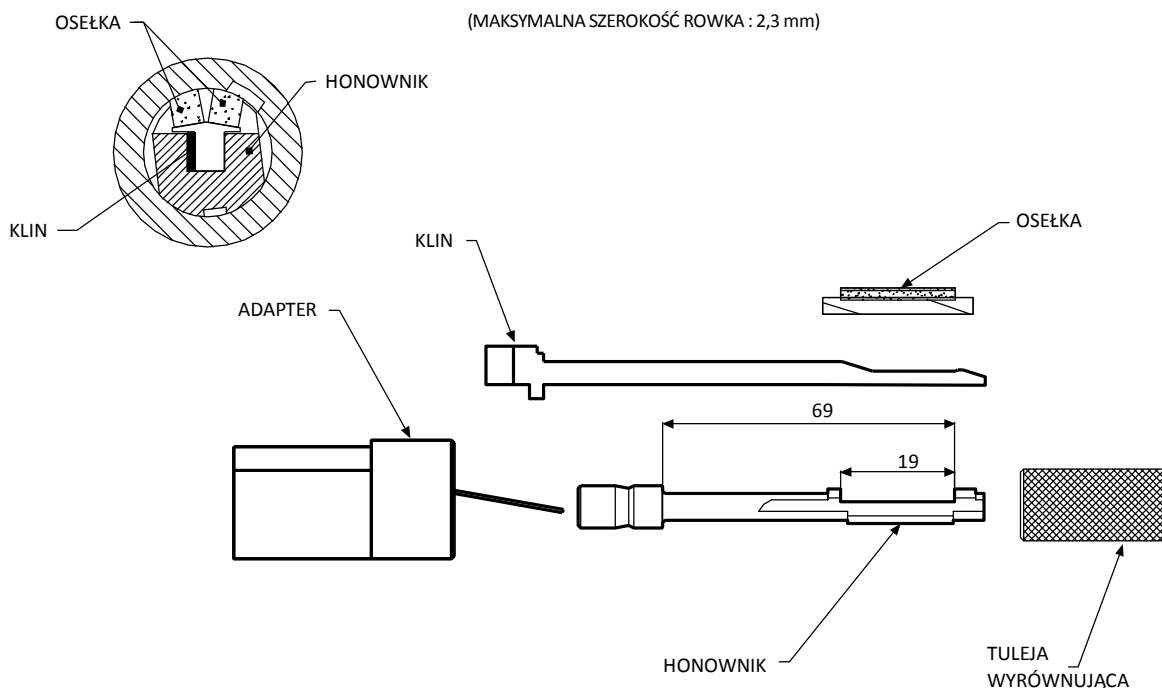 (MAKSYMALNA SZEROKOŚĆ ROWKA : 2,3 mm)
OSEŁKA
HONOWNIK
KLIN
KLIN
OSEŁKA
ADAPTER
69
19
HONOWNIK
TULEJA
WYRÓWNUJĄCA